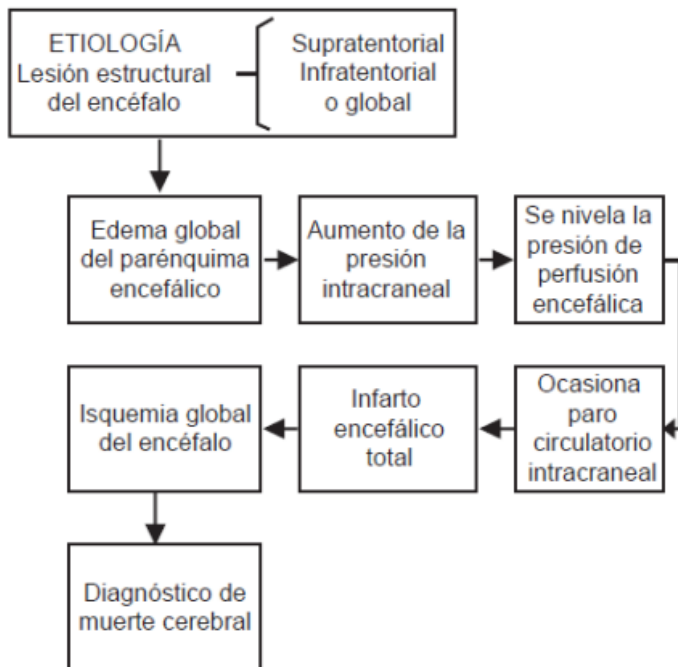 ETIOLOGÍA
Lesión estructural
del encéfalo
Supratentorial
Infratentorial
o global
Edema global
del parénquima
encefálico
Aumento de la
presión
intracraneal
Se nivela la
presión de
perfusión
encefálica
Ocasiona
paro
circulatorio
intracraneal
Infarto
encefálico
total
Isquemia global
del encéfalo
Diagnóstico de
muerte cerebral